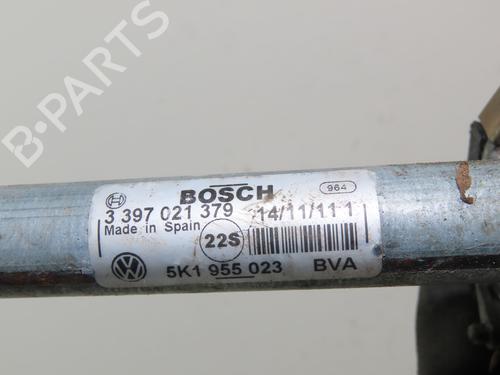 B-PARTS
BOSCH
964
3 397 021 379 14/11/11 1
Made in Spain
22S
5K1 955 023 BVA